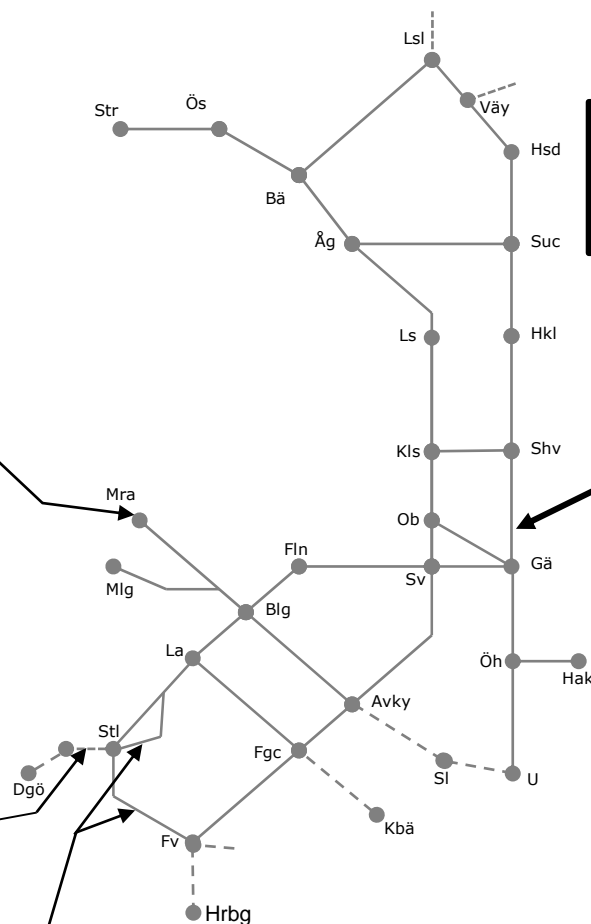 Lsl
Väy
Str
Ös
Hsd
Bä
Åg
Suc
Ls
Hkl
Kls
Shv
Mra
Ob
Fln
Sv
Gä
Mlg
Blg
La
Öh
Hak
Avky
Stl
Fgc
Sl
U
Dgö
Kbä
Fv
Hrbg